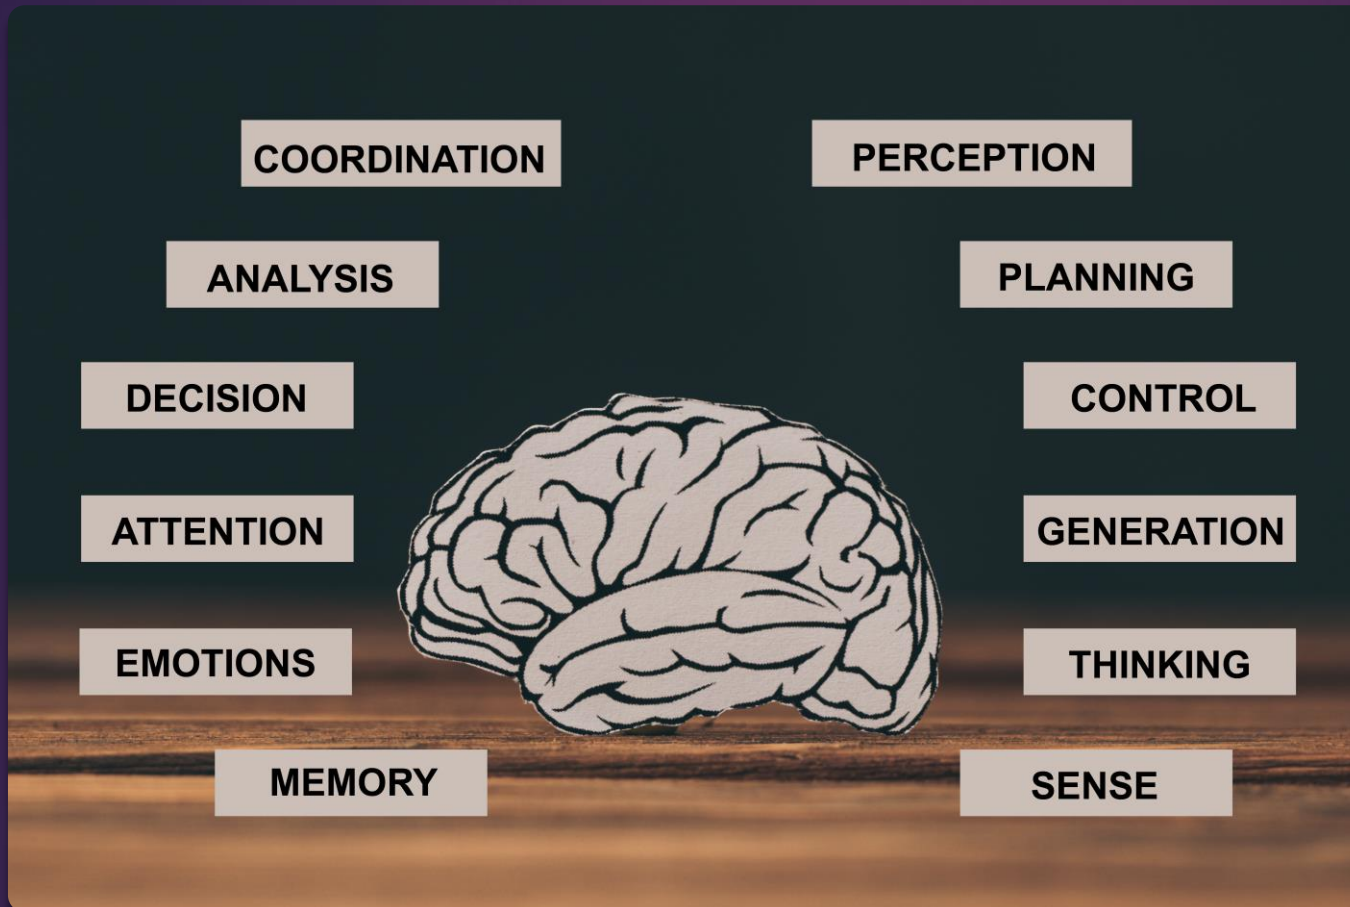 COORDINATION
PERCEPTION
ANALYSIS
PLANNING
DECISION
CONTROL
ATTENTION
GENERATION
EMOTIONS
THINKING
MEMORY
SENSE